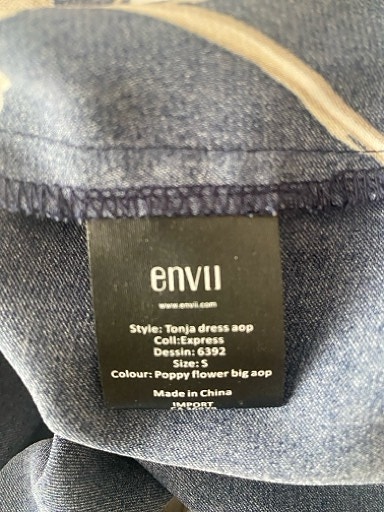 envii
www.envii.com
Style: Tonja dress aop
Coll:Express
Dessin: 6392
Size: S
Colour: Poppy flower big aop
Made in China
IMPORT